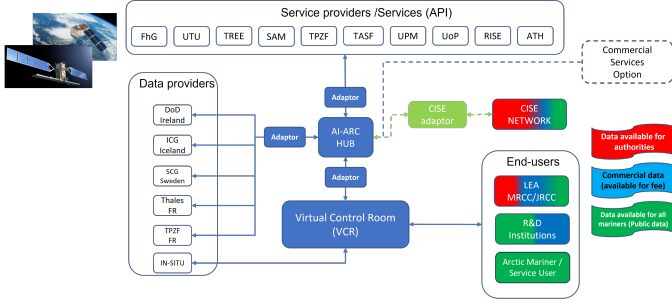 Service providers /Services (API)
FhG
UTU
TREE
SAM
TPZF
TASF
UPM
UoP
RISE
ATH
Commercial
Services
Option
Data providers
DoD
Ireland
ICG
Iceland
SCG
Sweden
Thales
FR
TPZF
FR
IN-SITU
Adaptor
Adaptor
AI-ARC
HUB
Adaptor
CISE
adaptor
CISE
NETWORK
Virtual Control Room
(VCR)
End-users
LEA
MRCC/JRCC
R&D
Institutions
Arctic Mariner /
Service User
Data available for
authorities
Commercial data
(available for fee)
Data available for all
mariners (Public data)